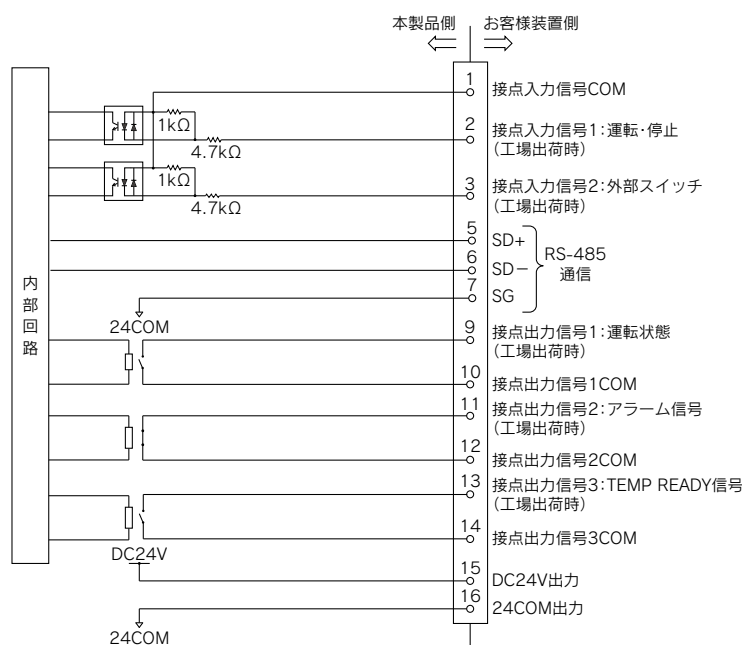 本製品側 お客様装置側
1 接点入力信号COM
1kΩ
2 接点入力信号1：運転・停止
（工場出荷時）
4.7kΩ
1kΩ
3 接点入力信号2：外部スイッチ
（工場出荷時）
4.7kΩ
5 SD+
6 SD−
7 SG
RS-485
通信
内部回路
24COM
9 接点出力信号1：運転状態
（工場出荷時）
10 接点出力信号1COM
11 接点出力信号2：アラーム信号
（工場出荷時）
12 接点出力信号2COM
13 接点出力信号3：TEMP READY信号
（工場出荷時）
14 接点出力信号3COM
DC24V
15 DC24V出力
16 24COM出力
24COM